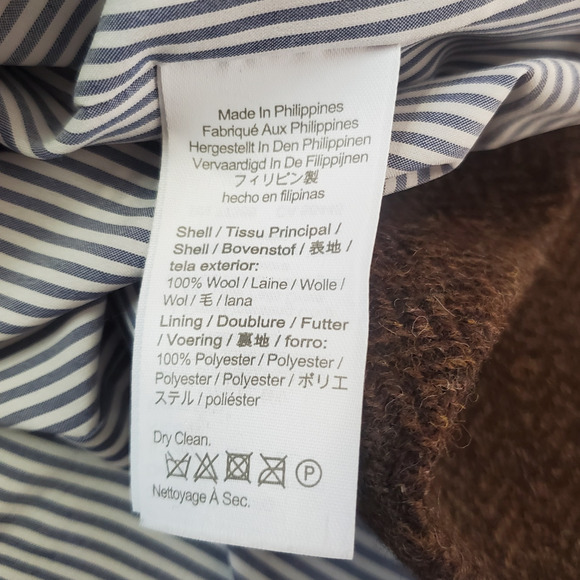 Made In Philippines
Fabriqué Aux Philippines
Hergestellt In Den Philippinen
Vervaardigd In De Filippijnen
フィリピン製
hecho en filipinas
Shell / Tissu Principal /
Shell / Bovenstof / 表地 /
tela exterior:
100% Wool / Laine / Wolle /
Wol / 毛 / lana
Lining / Doublure / Futter
/ Voering / 裏地 / forro:
100% Polyester / Polyester /
Polyester / Polyester / ポリエ
ステル / poliéster
Dry Clean.
P
Nettoyage À Sec.